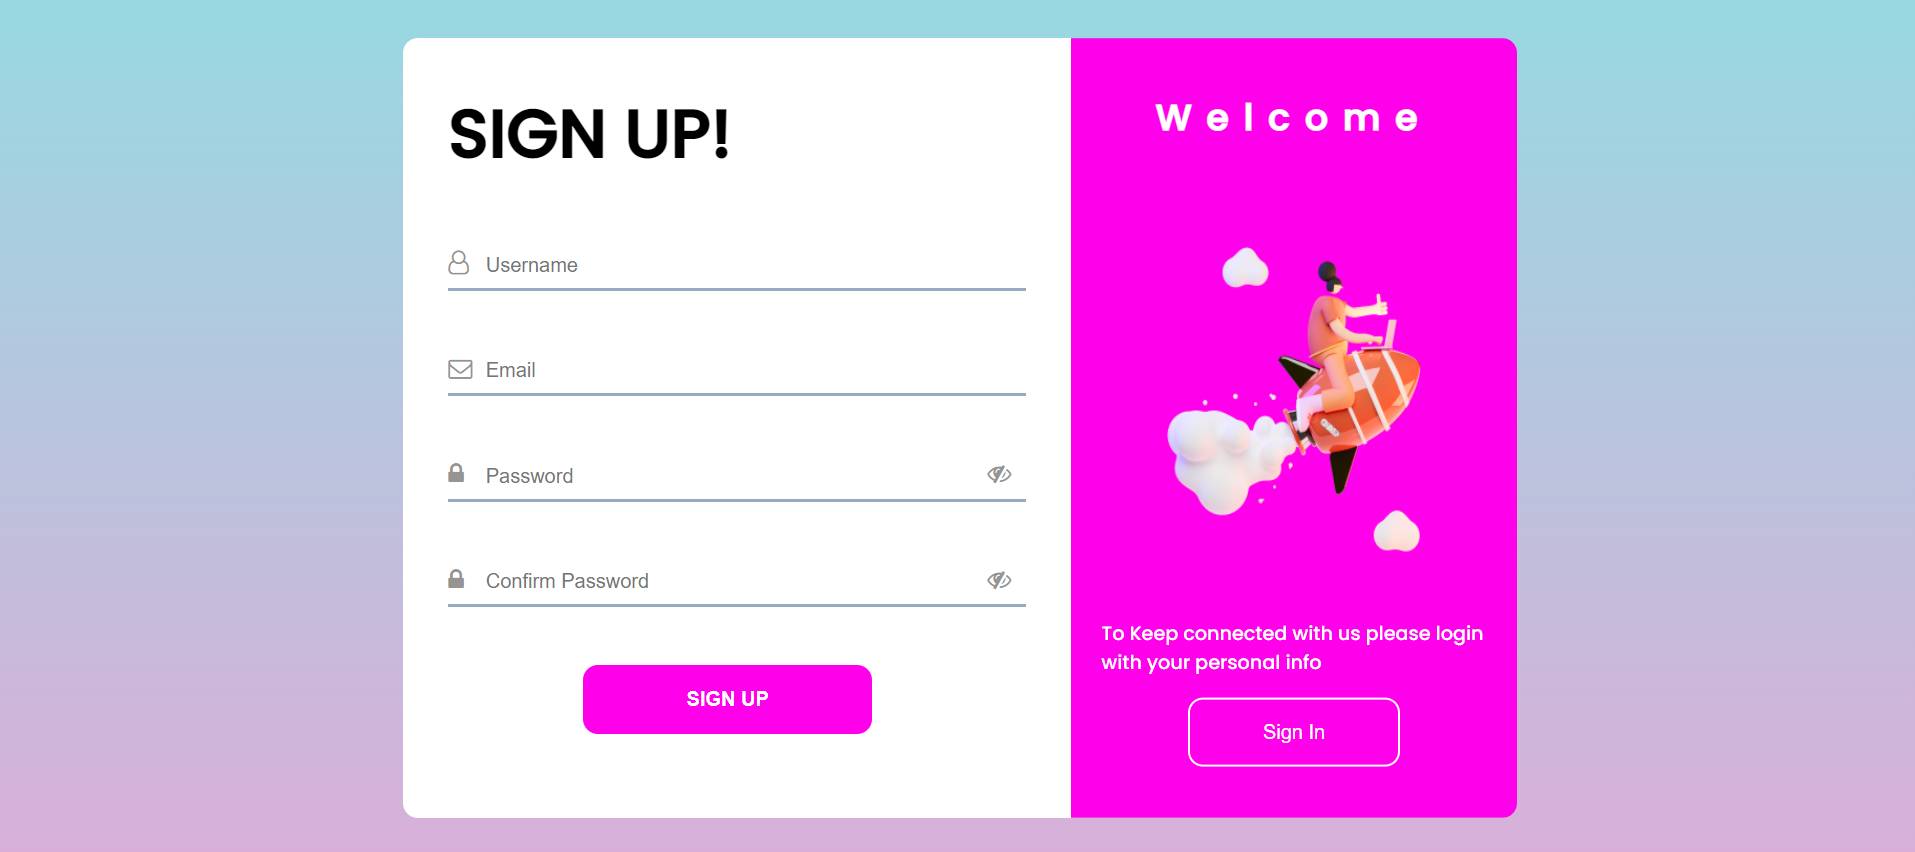 SIGN UP!
Username
Email
Password
Confirm Password
SIGN UP
Welcome
To Keep connected with us please login
with your personal info
Sign In